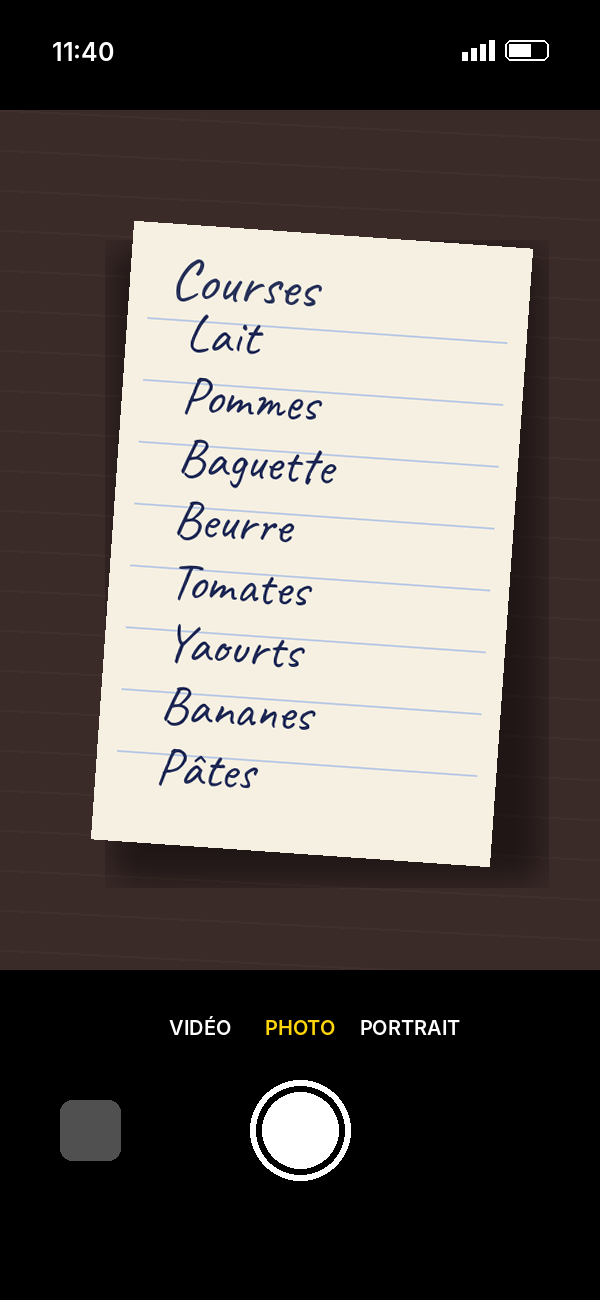 11:40
Courses
Lait
Pommes
Baguette
Beurre
Tomates
Yaourts
Bananes
Pâtes
VIDÉO PHOTO PORTRAIT